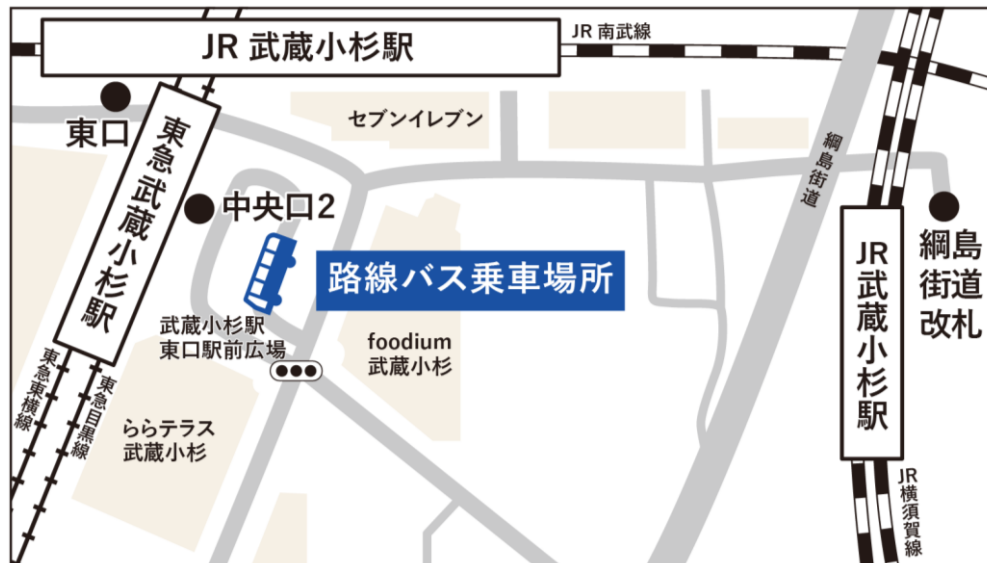 JR 武蔵小杉駅
JR 南武線
東口
セブンイレブン
東急武蔵小杉駅
綱島街道
中央口2
路線バス乗車場所
綱島
街道
改札
JR武蔵小杉駅
武蔵小杉駅
東口駅前広場
foodium
武蔵小杉
東急東横線
東急目黒線
ららテラス
武蔵小杉
JR横須賀線